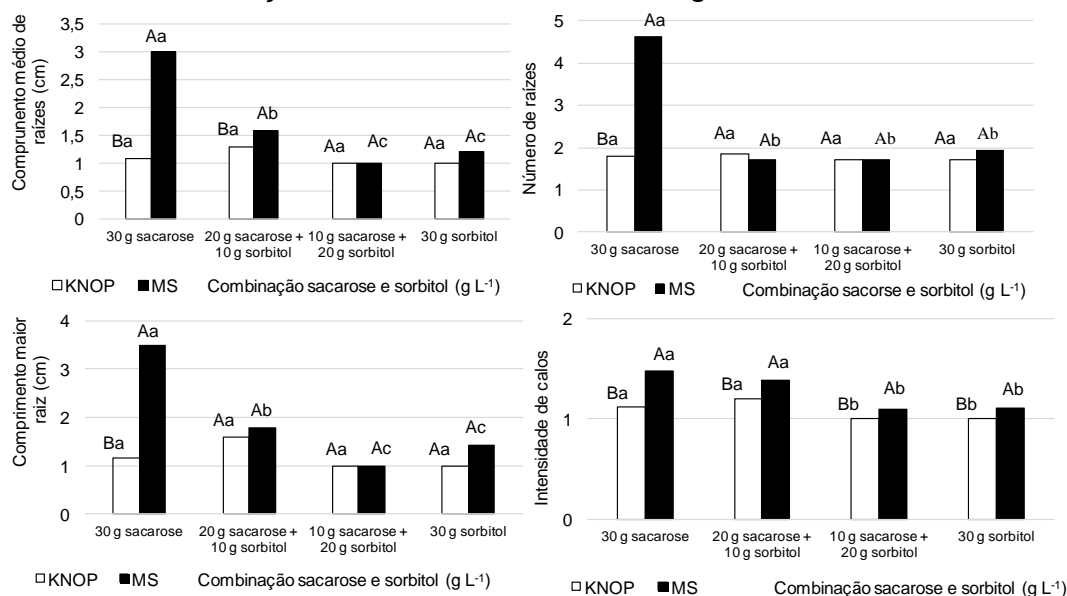 Comprunento médio de
raízes (cm)
3,5
3
2,5
2
1,5
1
0,5
0
Ba
Aa
Ba
Ab
Aa
Ac
Aa
Ac
30 g sacarose
20 g sacarose +
10 g sorbitol
10 g sacarose +
20 g sorbitol
30 g sorbitol
KNOP MS Combinação sacarose e sorbitol (g L-1)
Número de raízes
5
4
3
2
1
0
Ba
Aa
Aa
Ab
Aa
Ab
Aa
Ab
30 g sacarose
20 g sacarose +
10 g sorbitol
10 g sacarose +
20 g sorbitol
30 g sorbitol
KNOP MS Combinação sacorse e sorbitol (g L-1)
Comprimento maior
raiz (cm)
4
3
2
1
0
Ba
Aa
Aa
Ab
Aa
Ac
Aa
Ac
30 g sacarose
20 g sacarose +
10 g sorbitol
10 g sacarose +
20 g sorbitol
30 g sorbitol
KNOP MS Combinação sacarose e sorbitol (g L-1)
Intensidade de calos
2
1
0
Ba
Aa
Ba
Aa
Bb
Ab
Bb
Ab
30 g sacarose
20 g sacarose +
10 g sorbitol
10 g sacarose +
20 g sorbitol
30 g sorbitol
KNOP MS Combinação sacarose e sorbitol (g L-1)